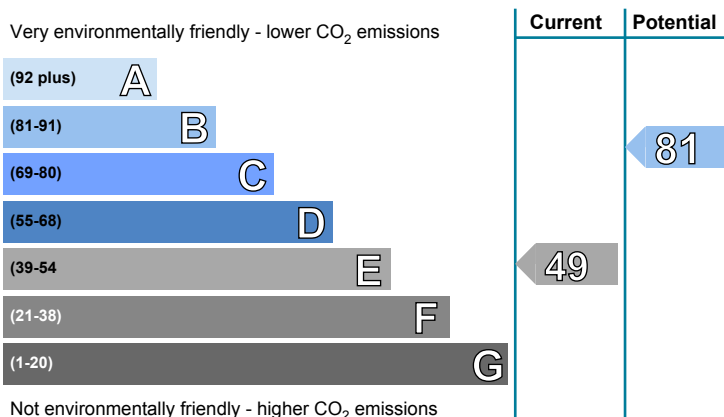 Current Potential
Very environmentally friendly - lower CO2 emissions
(92 plus) A
(81-91) B
81
(69-80) C
(55-68) D
(39-54 E
49
(21-38) F
(1-20) G
Not environmentally friendly - higher CO2 emissions